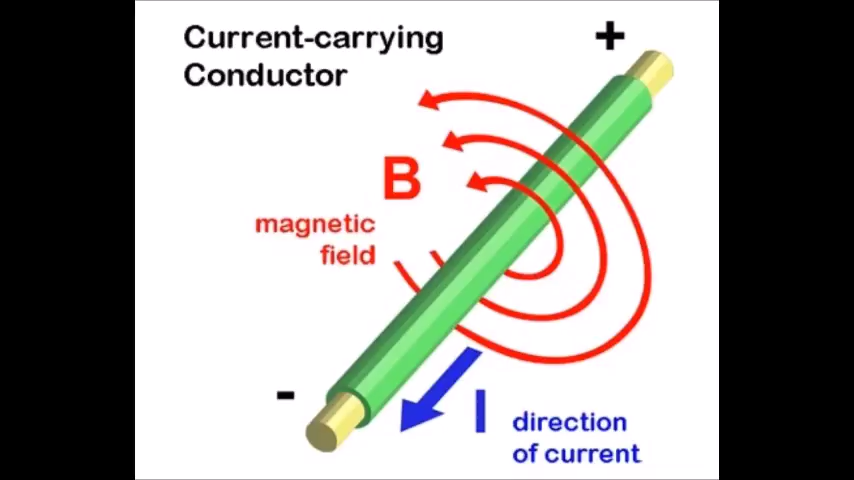 Current-carrying
Conductor
+
B
magnetic
field
-
I
direction
of current